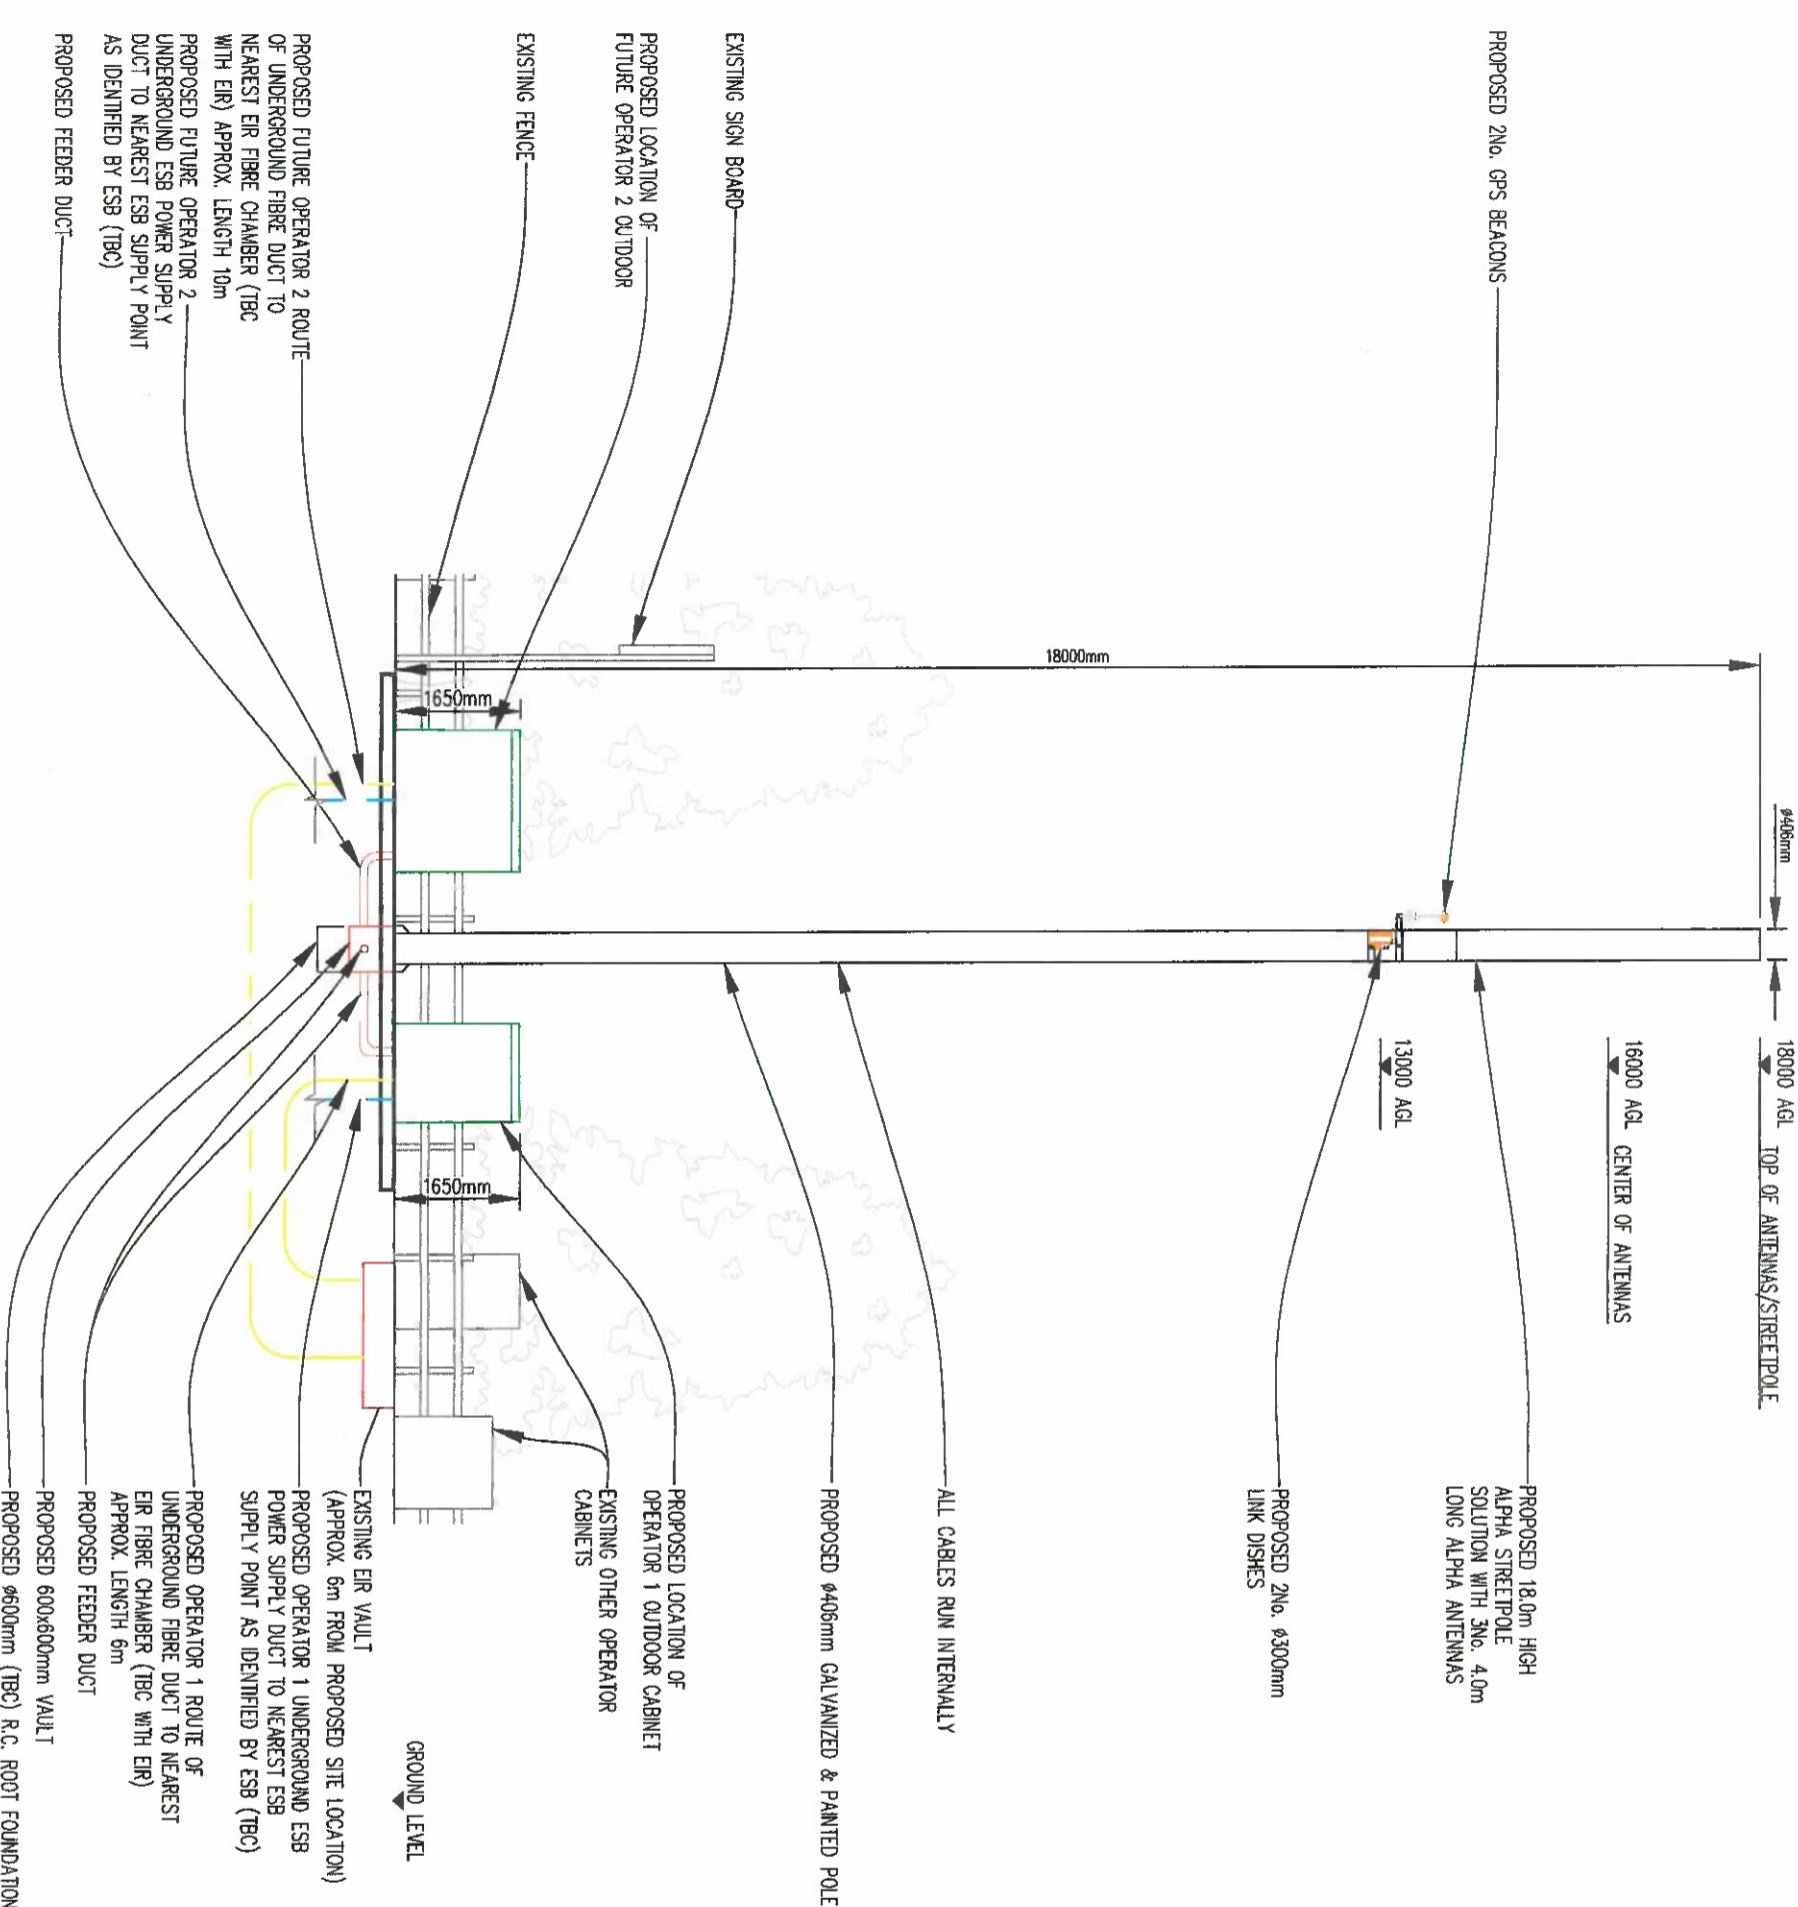 PROPOSED 2No. GPS BEACONS
EXISTING SIGN BOARD
PROPOSED LOCATION OF
FUTURE OPERATOR 2 OUTDOOR
EXISTING FENCE
PROPOSED FUTURE OPERATOR 2 ROUTE
OF UNDERGROUND FIBRE DUCT TO
NEAREST EIR FIBRE CHAMBER (TBC
WITH EIR) APPROX. LENGTH 10m
PROPOSED FUTURE OPERATOR 2
UNDERGROUND ESB POWER SUPPLY
DUCT TO NEAREST ESB SUPPLY POINT
AS IDENTIFIED BY ESB (TBC)
PROPOSED FEEDER DUCT
18000mm
1650mm
ø406mm
1650mm
18000 AGL TOP OF ANTENNAS/STREETPOLE
16000 AGL CENTER OF ANTENNAS
13000 AGL
PROPOSED 18.0m HIGH
ALPHA STREETPOLE
SOLUTION WITH 3No. 4.0m
LONG ALPHA ANTENNAS
PROPOSED 2No. ø300mm
LINK DISHES
ALL CABLES RUN INTERNALLY
PROPOSED ø406mm GALVANIZED & PAINTED POLE
PROPOSED LOCATION OF
OPERATOR 1 OUTDOOR CABINET
EXISTING OTHER OPERATOR
CABINETS
GROUND LEVEL
EXISTING EIR VAULT
(APPROX. 6m FROM PROPOSED SITE LOCATION)
PROPOSED OPERATOR 1 UNDERGROUND ESB
POWER SUPPLY DUCT TO NEAREST ESB
SUPPLY POINT AS IDENTIFIED BY ESB (TBC)
PROPOSED OPERATOR 1 ROUTE OF
UNDERGROUND FIBRE DUCT TO NEAREST
EIR FIBRE CHAMBER (TBC WITH EIR)
APPROX. LENGTH 6m
PROPOSED FEEDER DUCT
PROPOSED 600x600mm VAULT
PROPOSED ø600mm (TBC) R.C. ROOT FOUNDATION